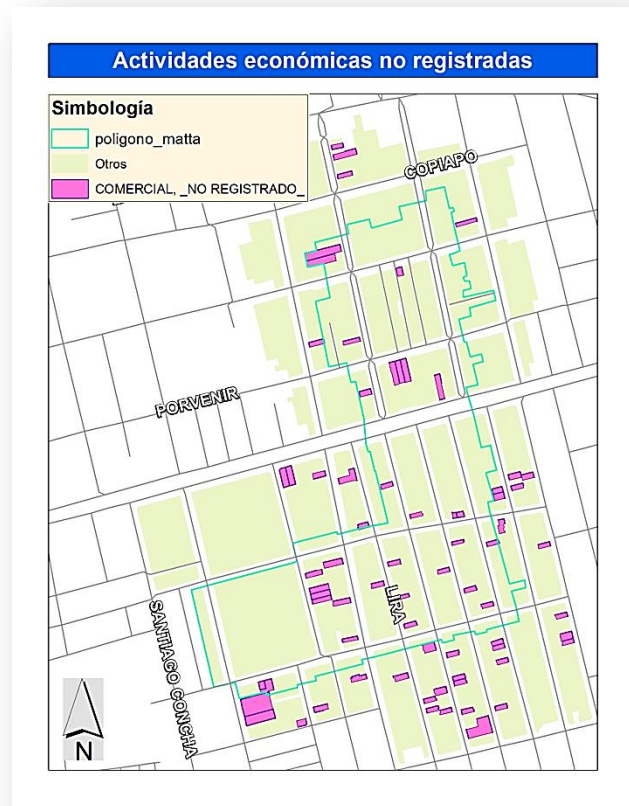 Actividades económicas no registradas
Simbología
poligono_matta
Otros
COMERCIAL, _NO REGISTRADO_
COPIAPO
PORVENIR
LIRA
SANTIAGO CONCHA
N